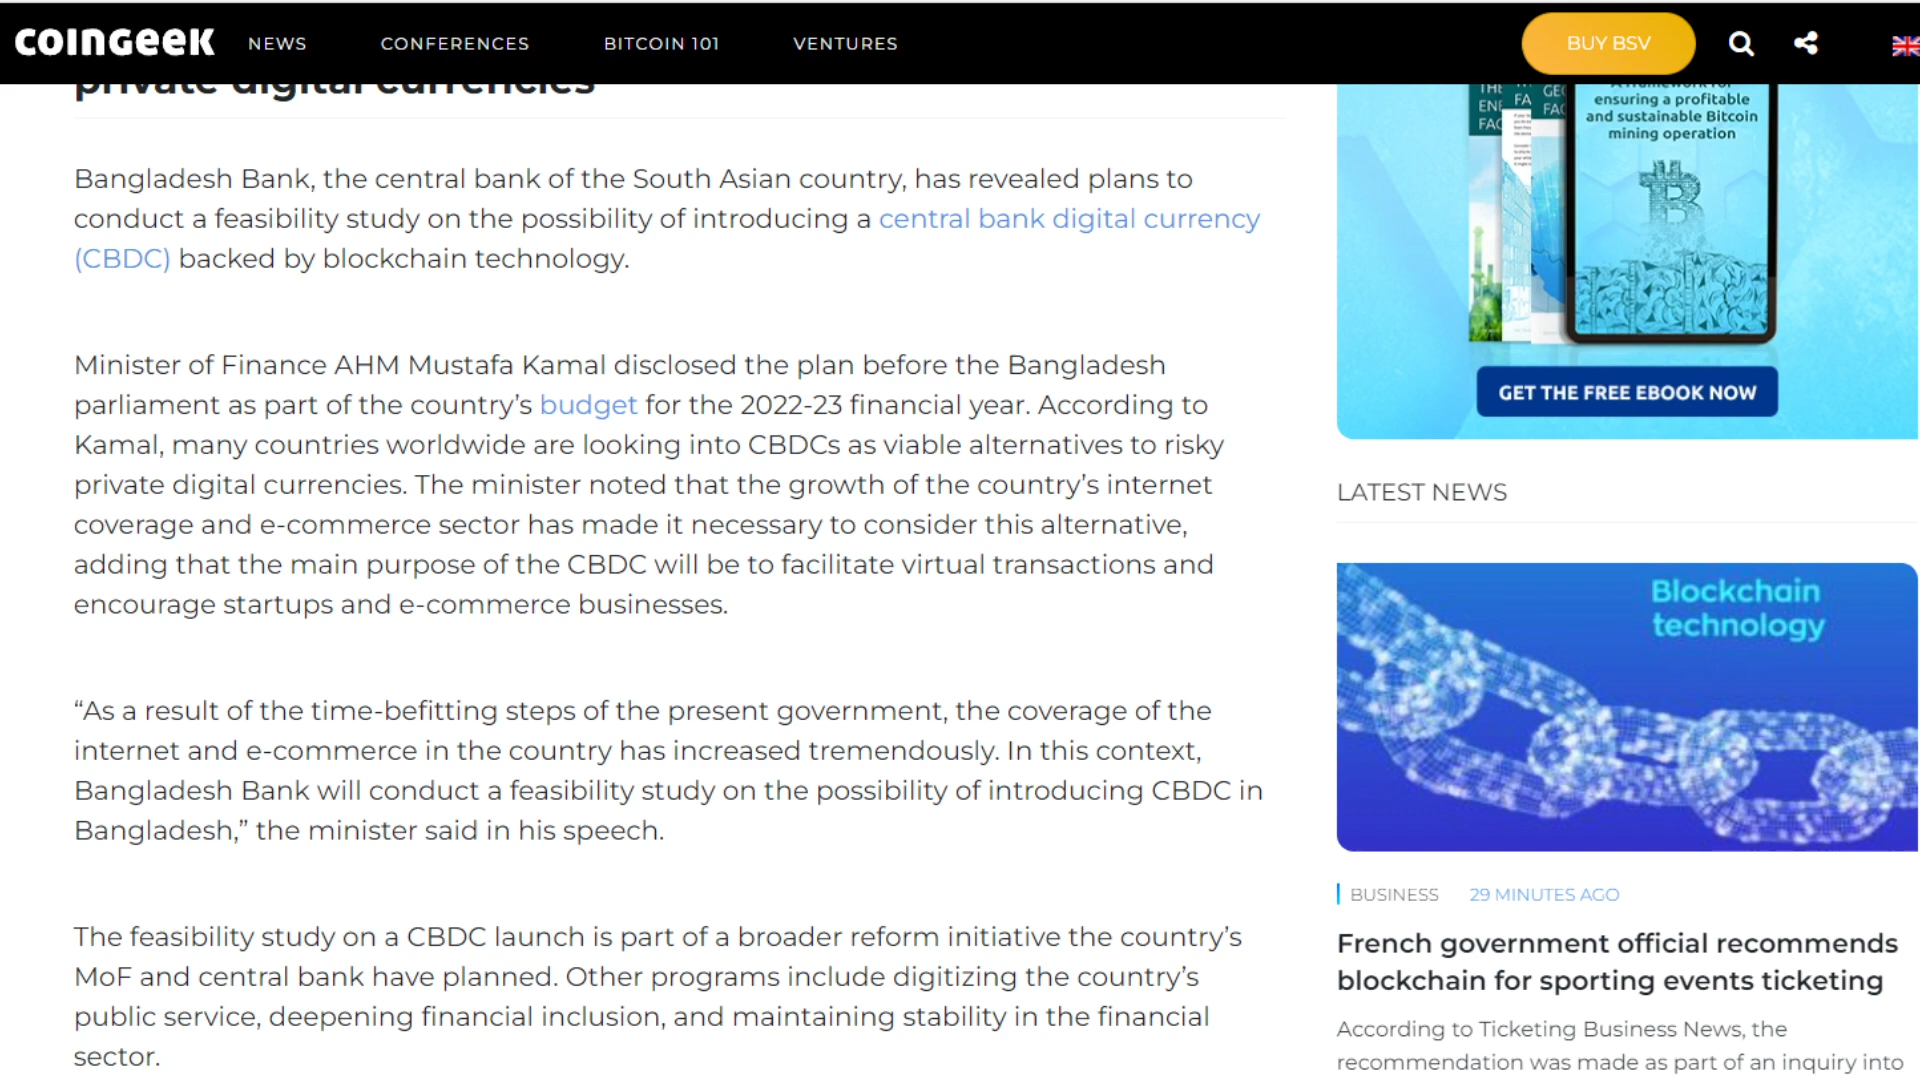 COINGEEK
NEWS
CONFERENCES
BITCOIN 101
VENTURES
BUY BSV
private digital currencies
Bangladesh Bank, the central bank of the South Asian country, has revealed plans to
conduct a feasibility study on the possibility of introducing a central bank digital currency
(CBDC) backed by blockchain technology.
Minister of Finance AHM Mustafa Kamal disclosed the plan before the Bangladesh
parliament as part of the country’s budget for the 2022-23 financial year. According to
Kamal, many countries worldwide are looking into CBDCs as viable alternatives to risky
private digital currencies. The minister noted that the growth of the country’s internet
coverage and e-commerce sector has made it necessary to consider this alternative,
adding that the main purpose of the CBDC will be to facilitate virtual transactions and
encourage startups and e-commerce businesses.
“As a result of the time-befitting steps of the present government, the coverage of the
internet and e-commerce in the country has increased tremendously. In this context,
Bangladesh Bank will conduct a feasibility study on the possibility of introducing CBDC in
Bangladesh,” the minister said in his speech.
The feasibility study on a CBDC launch is part of a broader reform initiative the country’s
MoF and central bank have planned. Other programs include digitizing the country’s
public service, deepening financial inclusion, and maintaining stability in the financial
sector.
THE
ENE
FAC
FA
GEO
FAC
A framework for
ensuring a profitable
and sustainable Bitcoin
mining operation
GET THE FREE EBOOK NOW
LATEST NEWS
Blockchain
technology
BUSINESS
29 MINUTES AGO
French government official recommends
blockchain for sporting events ticketing
According to Ticketing Business News, the
recommendation was made as part of an inquiry into